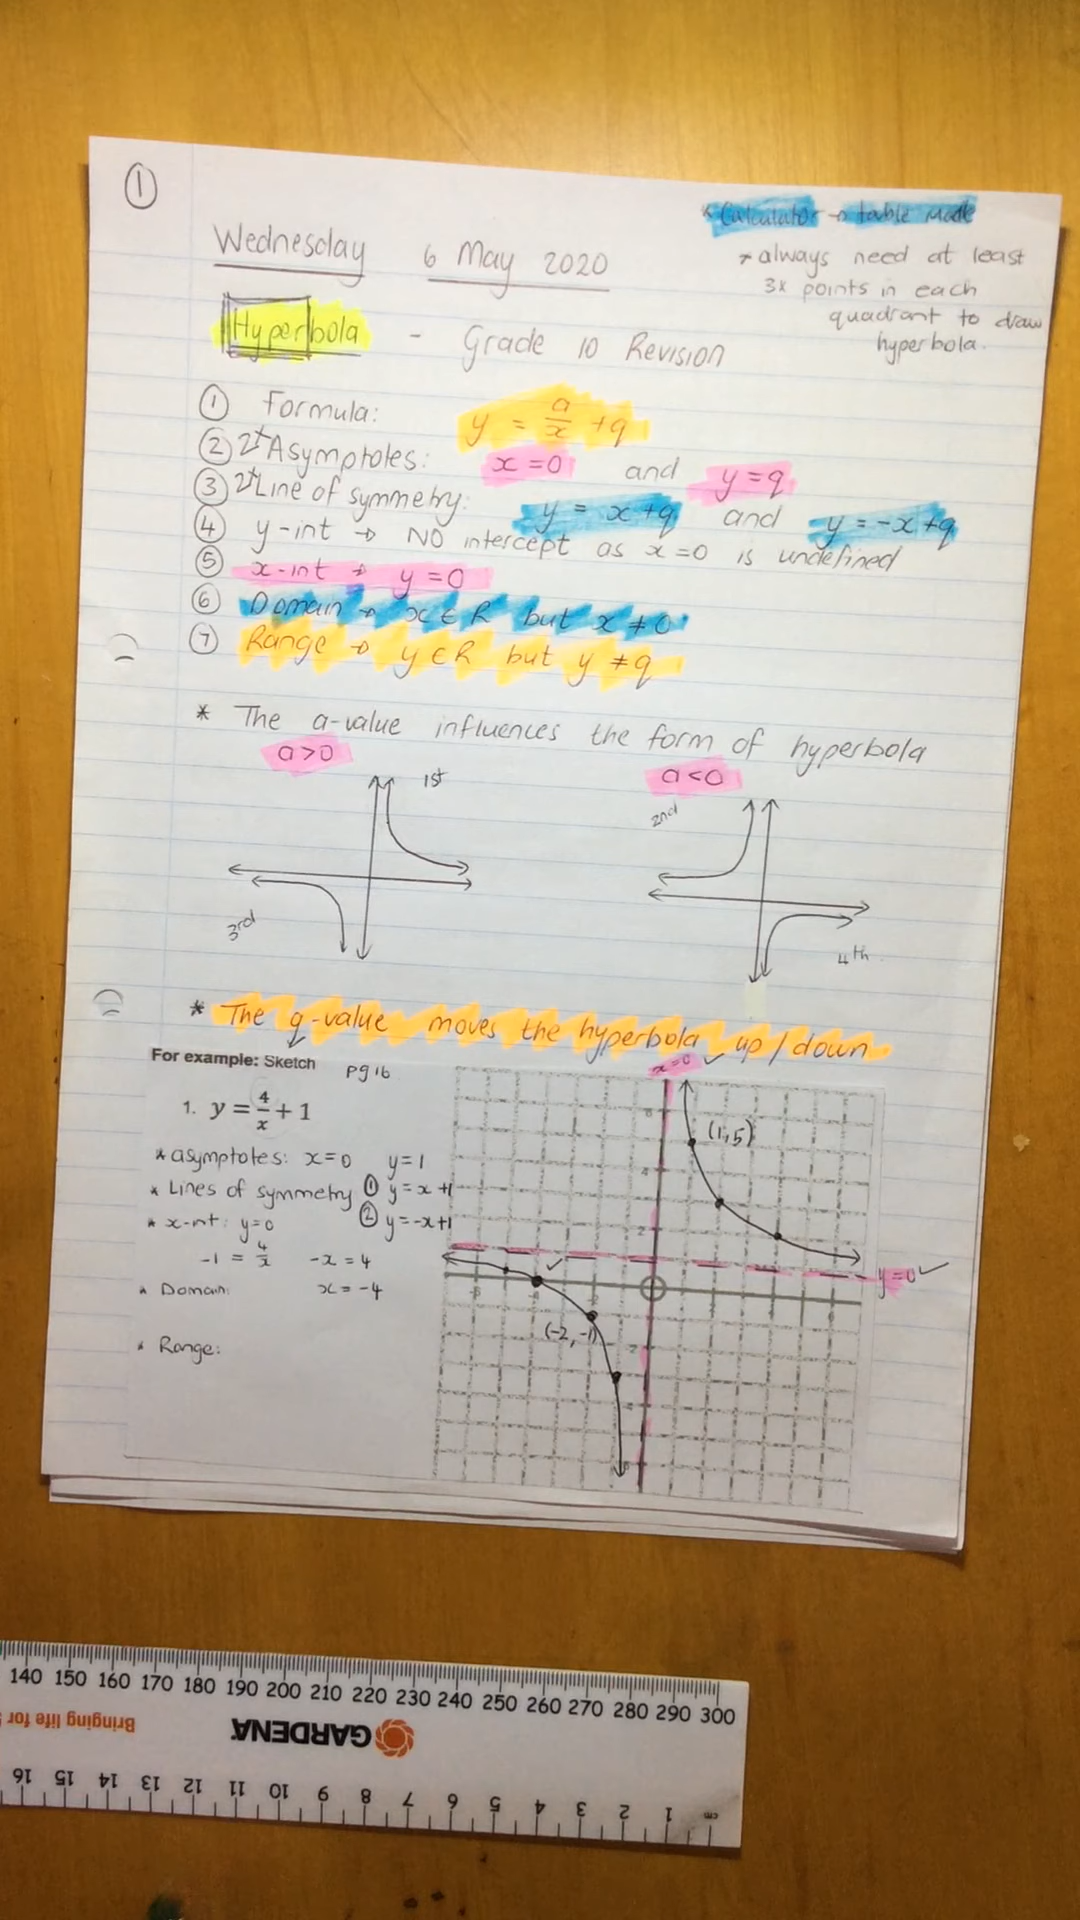 ①
* Calculator → table mode
Wednesday 6 May 2020
* always need at least
3x points in each
quadrant to draw
hyperbola.
Hyperbola - Grade 10 Revision
① Formula: y = a/x + q
② 2x Asymptotes: x = 0 and y = q
③ 2x Line of symmetry: y = x + q and y = -x + q
④ y-int → NO intercept as x = 0 is undefined
⑤ x-int → y = 0
⑥ Domain → x ∈ R but x ≠ 0
⑦ Range → y ∈ R but y ≠ q
* The a-value influences the form of hyperbola
a > 0
a < 0
1st
2nd
3rd
4th
* The q-value moves the hyperbola up / down
For example: Sketch pg 16
x = 0 ✓
1. y = 4/x + 1
(1, 5)
* asymptotes: x = 0 y = 1
* Lines of symmetry ① y = x + 1
② y = -x + 1
* x-int: y = 0
-1 = 4/x -x = 4
x = -4
y = 0 ✓
* Domain:
(-2, -1)
* Range:
140 150 160 170 180 190 200 210 220 230 240 250 260 270 280 290 300
GARDENA
Bringing life for
16 15 14 13 12 11 10 9 8 7 6 5 4 3 2 1 cm